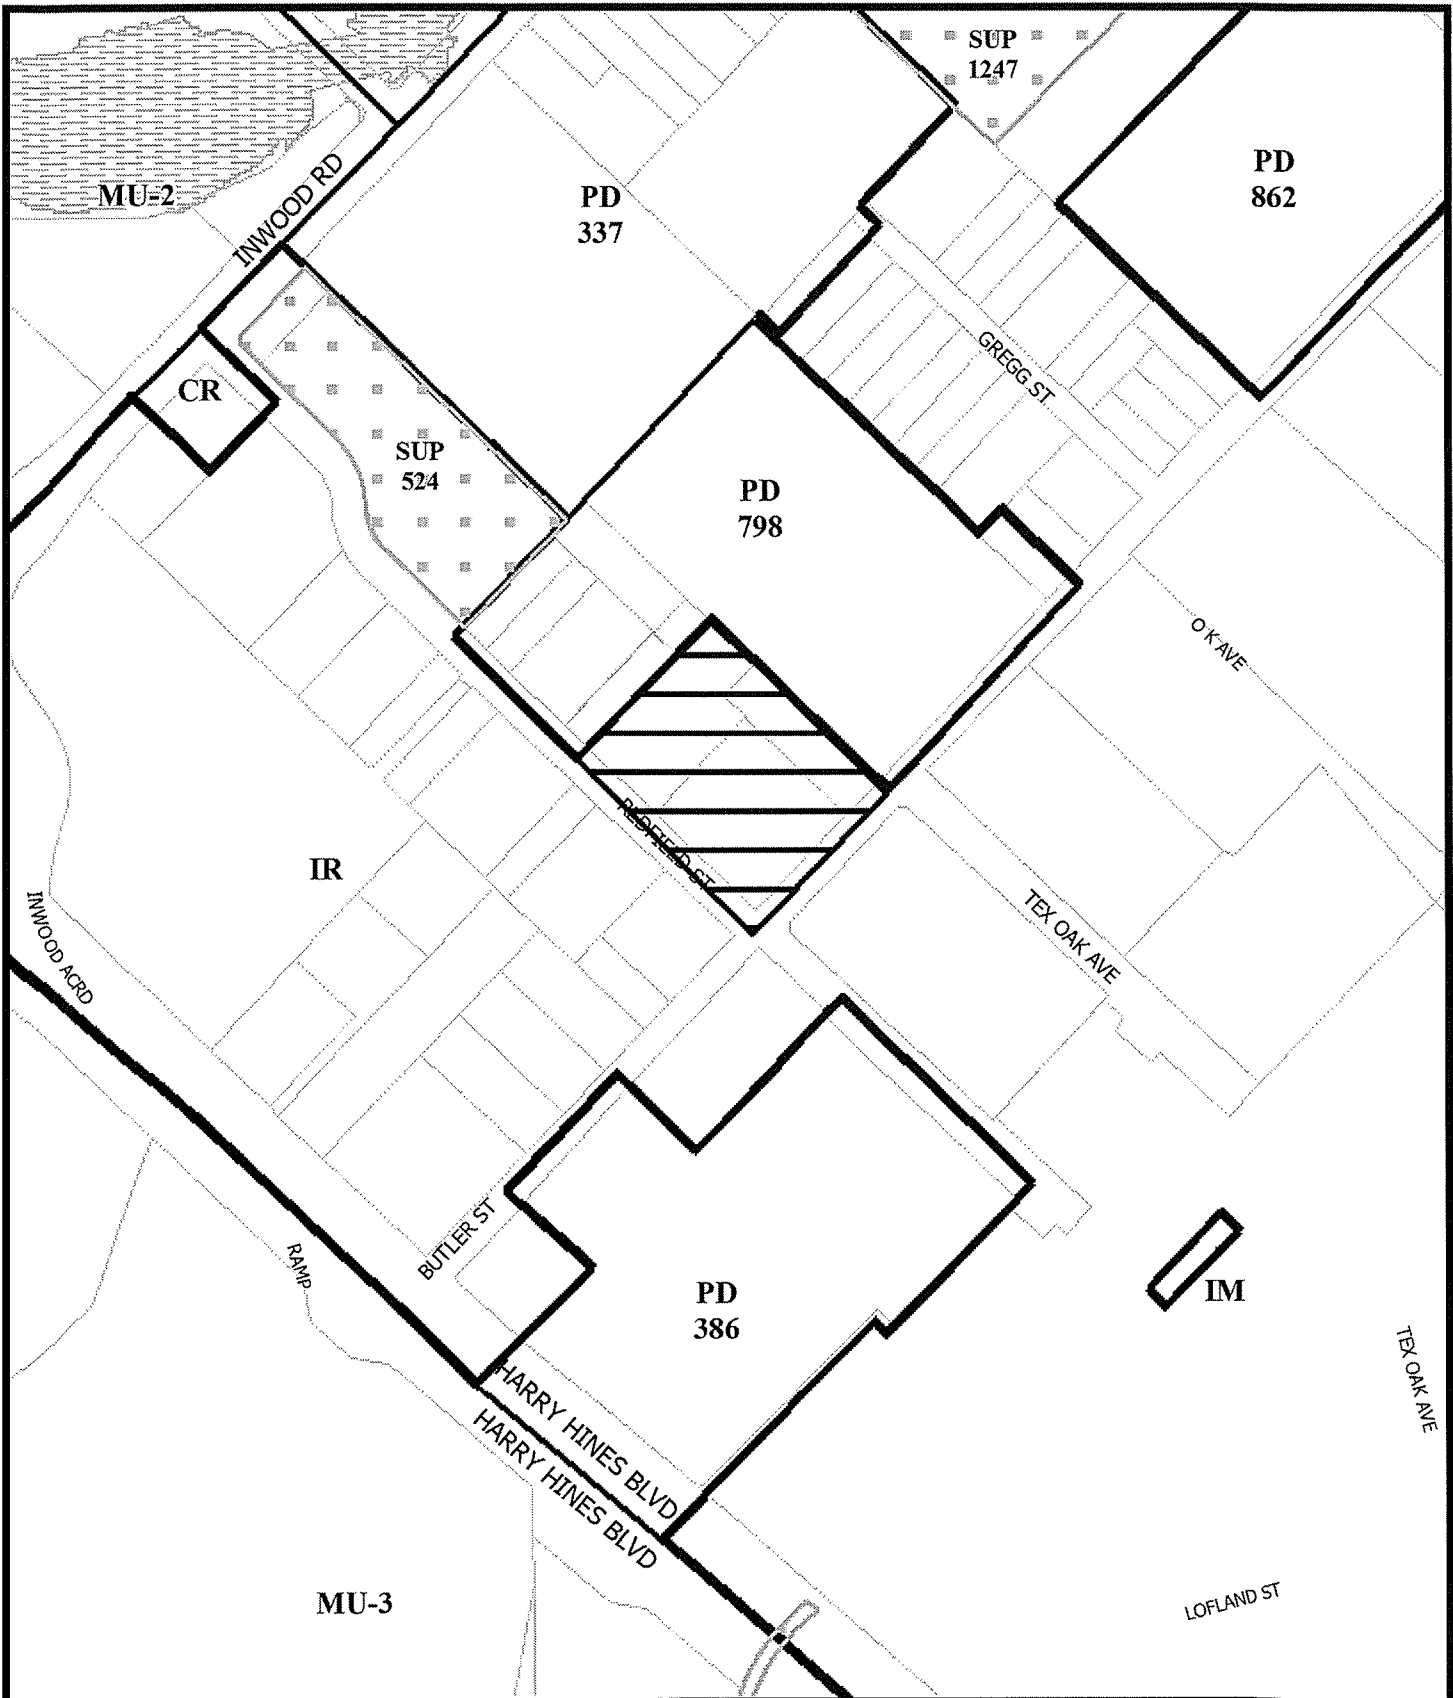 SUP
1247
PD
862
MU-2
INWOOD RD
PD
337
GREGG ST
CR
SUP
524
PD
798
O K AVE
REDFIELD ST
IR
TEX OAK AVE
INWOOD ACRD
BUTLER ST
RAMP
PD
386
IM
TEX OAK AVE
HARRY HINES BLVD
HARRY HINES BLVD
MU-3
LOFLAND ST